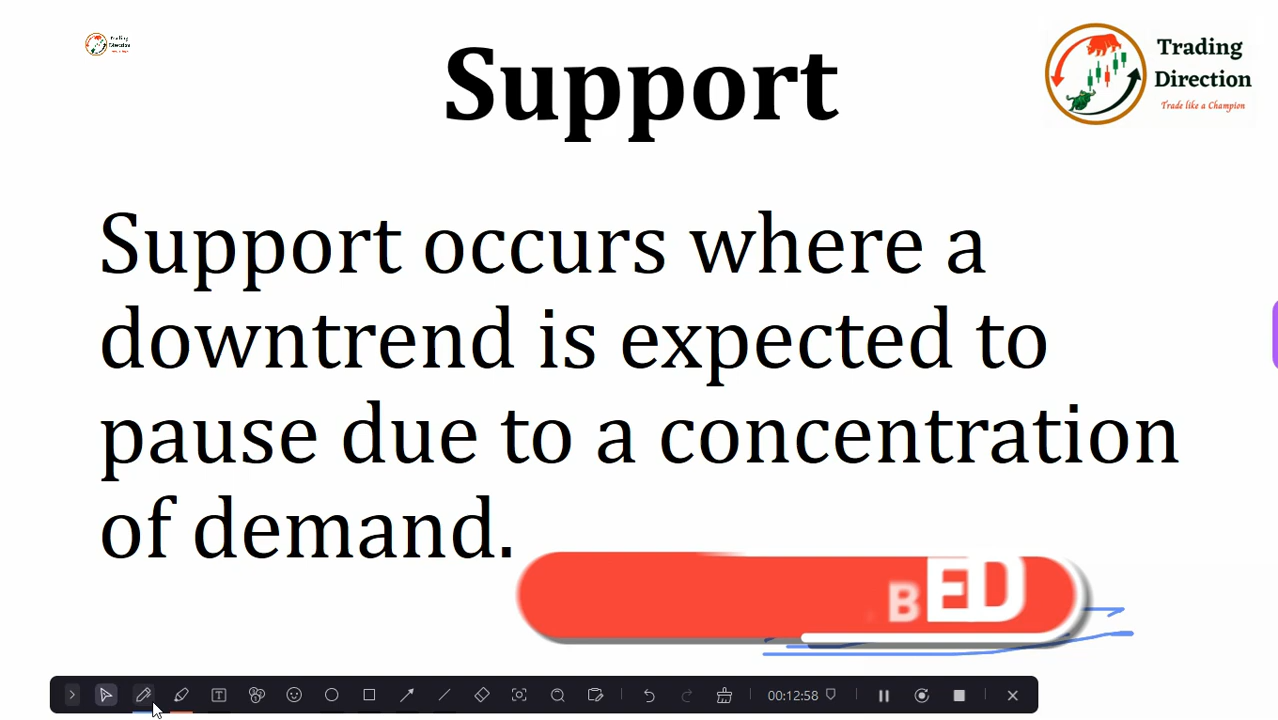 Support
Trading
Direction
Trade like a Champion
Support occurs where a
downtrend is expected to
pause due to a concentration
of demand.
BED
00:12:58